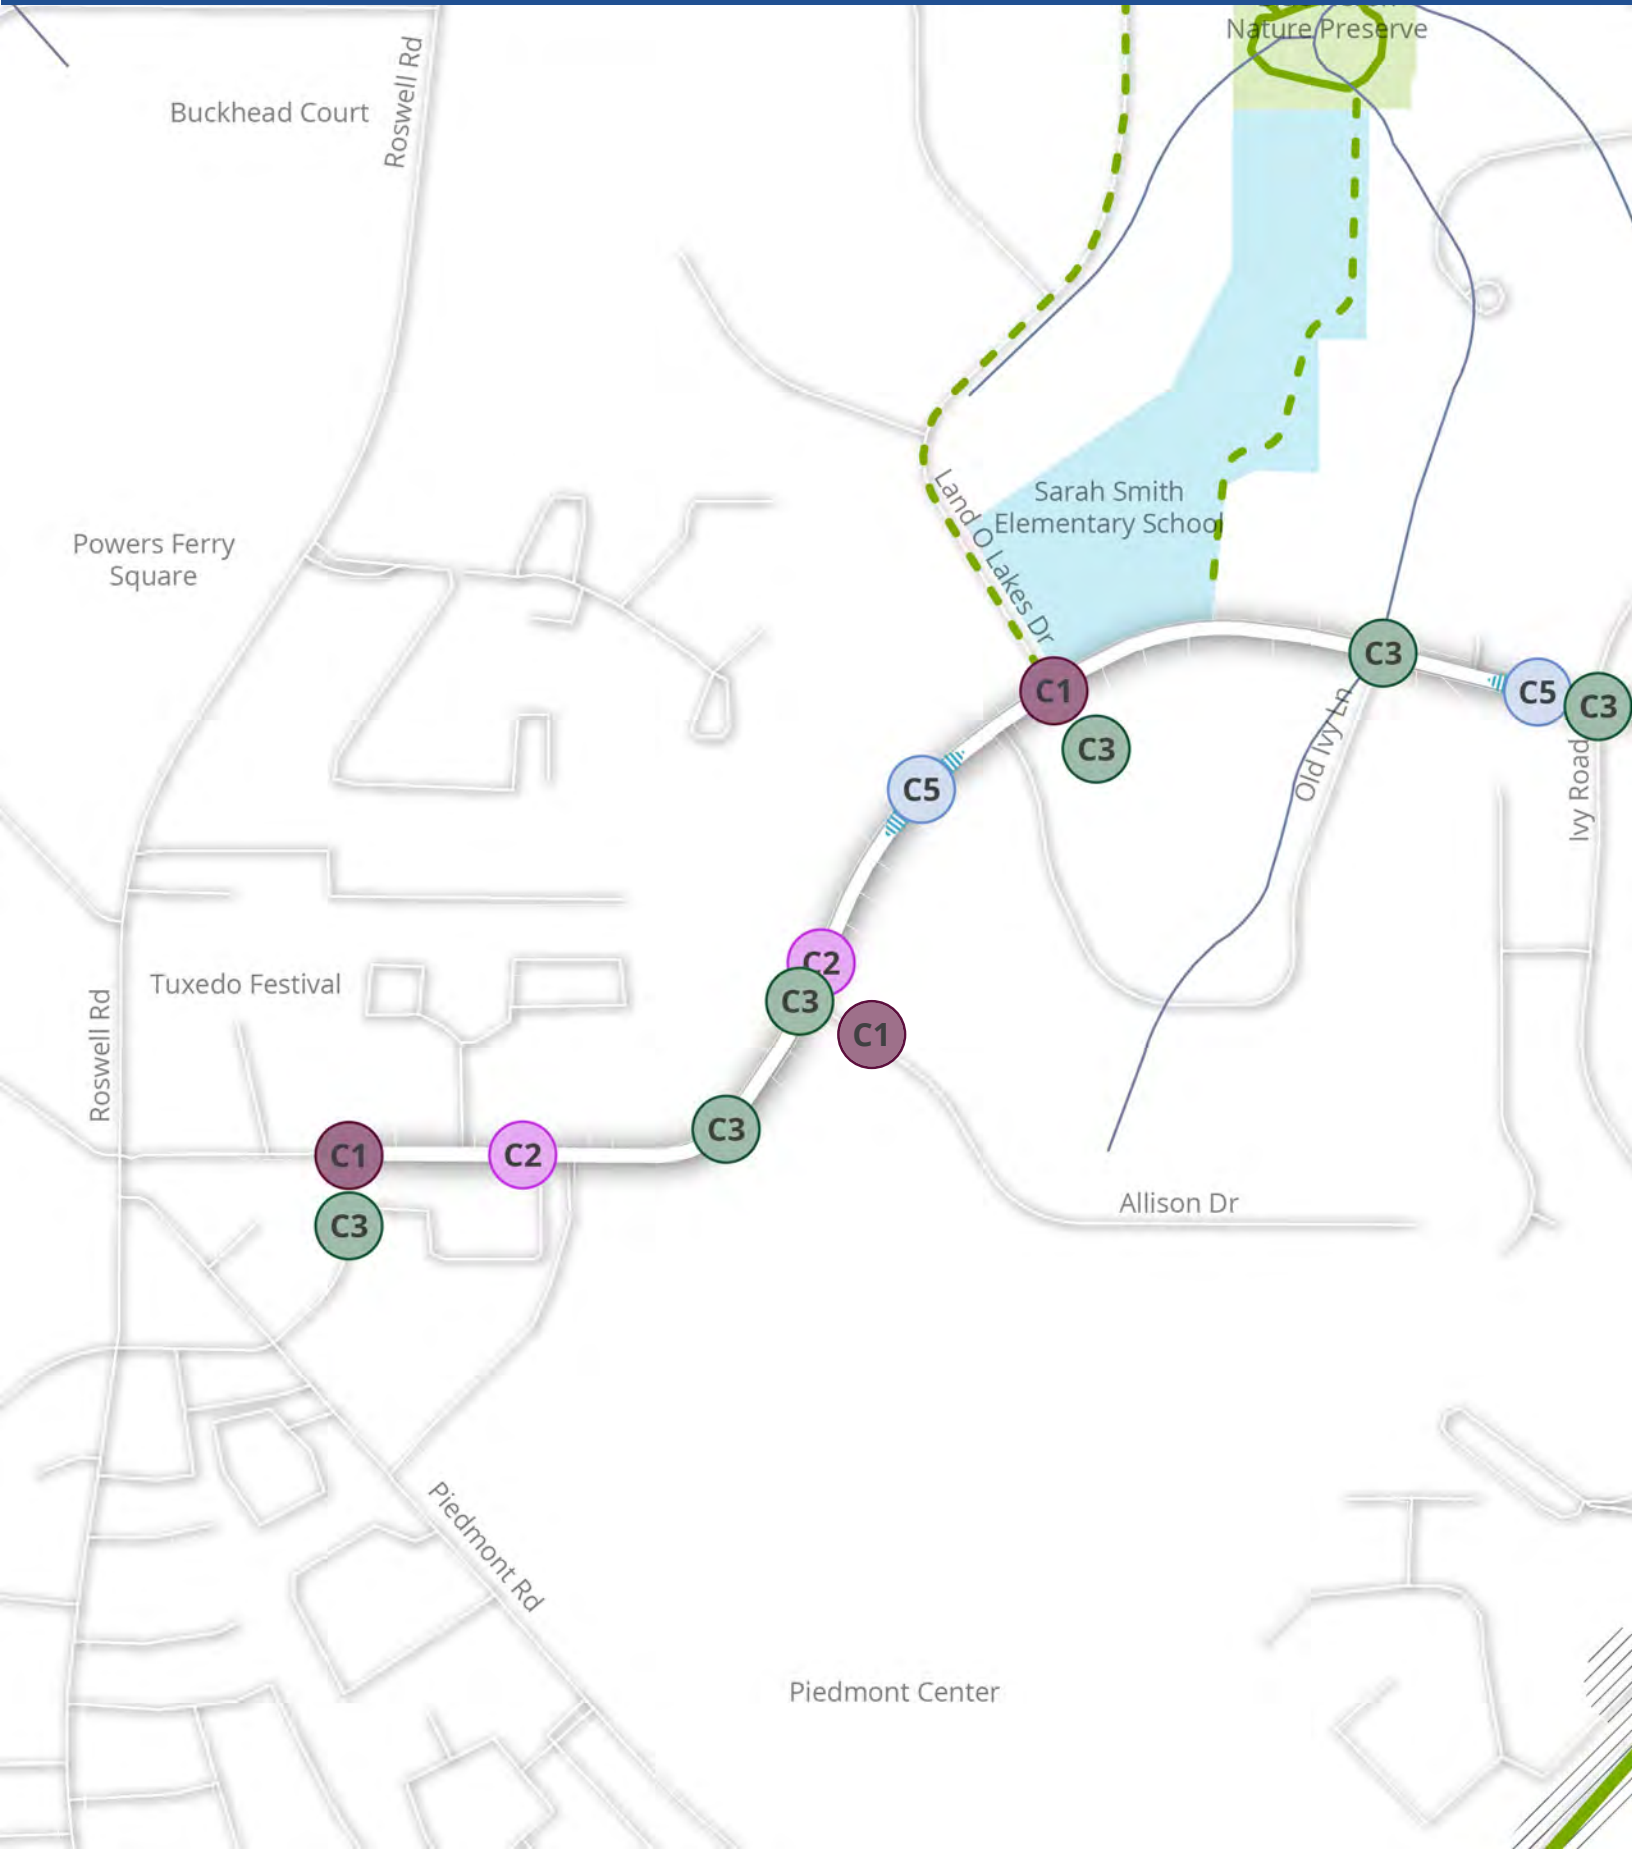 Nature Preserve
Roswell Rd
Buckhead Court
Land O Lakes Dr
Sarah Smith
Elementary School
Powers Ferry
Square
C3
C1
C5
C3
C3
Old Ivy Ln
Ivy Road
C5
C2
C3
C1
Tuxedo Festival
Roswell Rd
C3
C1
C2
C3
Allison Dr
Piedmont Rd
Piedmont Center